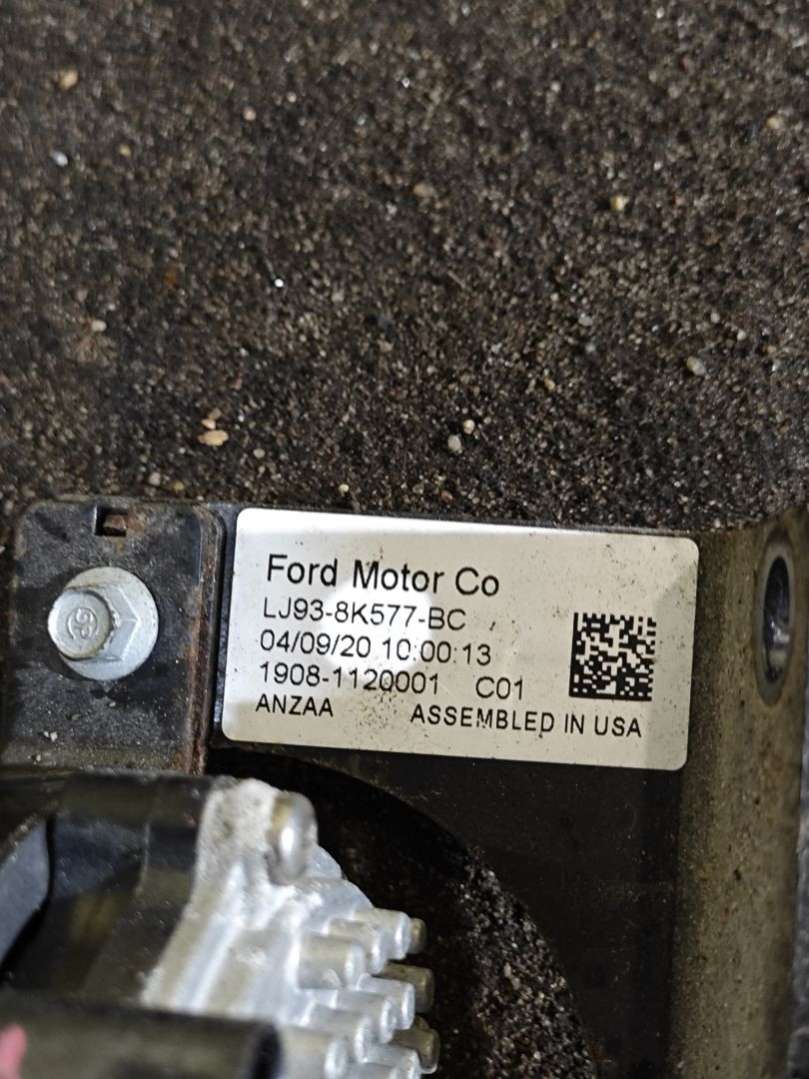 Ford Motor Co
LJ93-8K577-BC
04/09/20 10:00:13
1908-1120001 C01
ANZAA ASSEMBLED IN USA